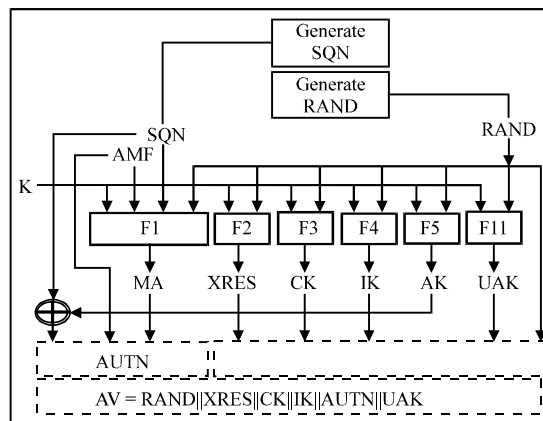 Generate
SQN
Generate
RAND
SQN
RAND
AMF
K
F1 F2 F3 F4 F5 F11
MA XRES CK IK AK UAK
AUTN
AV = RAND||XRES||CK||IK||AUTN||UAK